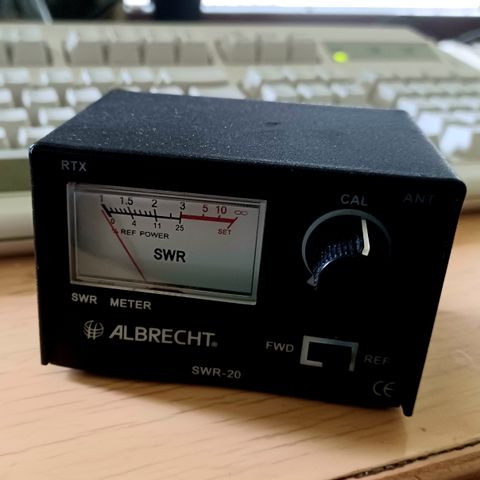 RTX
CAL ANT
1 1.5 2 3 5 10 ∞
0 4 11 25 SET
% REF POWER
SWR
SWR METER
ALBRECHT®
FWD REF
SWR-20
CE